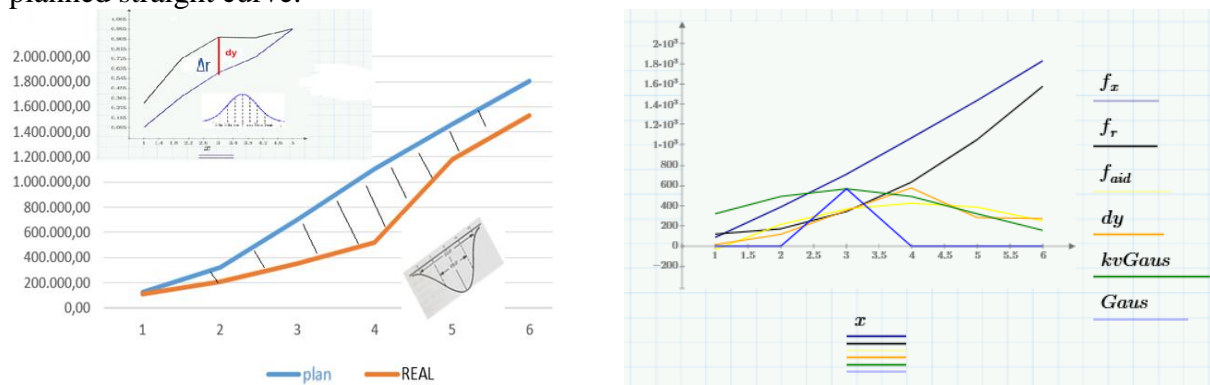 planned straight curve.
Δr
dy
x
2.000.000,00
1.800.000,00
1.600.000,00
1.400.000,00
1.200.000,00
1.000.000,00
800.000,00
600.000,00
400.000,00
200.000,00
0,00
1 2 3 4 5 6
plan REAL
2·10³
1.8·10³
1.6·10³
1.4·10³
1.2·10³
1·10³
800
600
400
200
0
−200
1 1.5 2 2.5 3 3.5 4 4.5 5 5.5 6
x
f_x
f_r
f_aid
dy
kvGaus
Gaus